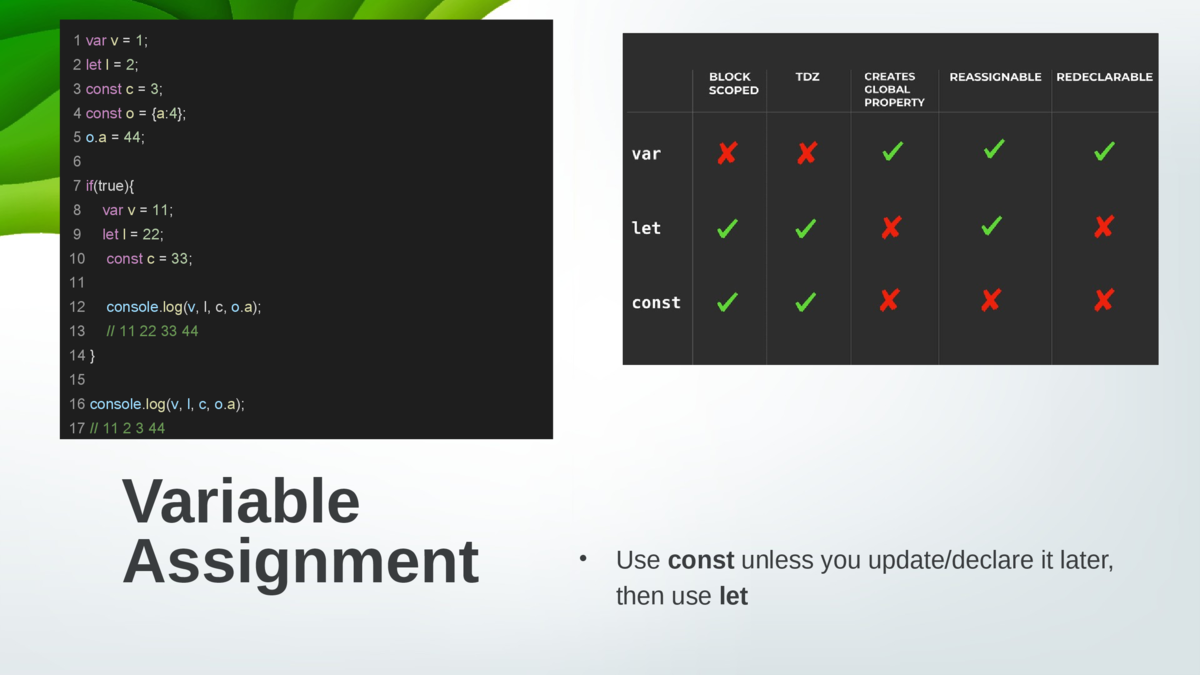 1 var v = 1;
2 let l = 2;
3 const c = 3;
4 const o = {a:4};
5 o.a = 44;
6
7 if(true){
8 var v = 11;
9 let l = 22;
10 const c = 33;
11
12 console.log(v, l, c, o.a);
13 // 11 22 33 44
14 }
15
16 console.log(v, l, c, o.a);
17 // 11 2 3 44
BLOCK SCOPED TDZ CREATES GLOBAL PROPERTY REASSIGNABLE REDECLARABLE
var ✘ ✘ ✓ ✓ ✓
let ✓ ✓ ✘ ✓ ✘
const ✓ ✓ ✘ ✘ ✘
Variable
Assignment
• Use const unless you update/declare it later,
then use let